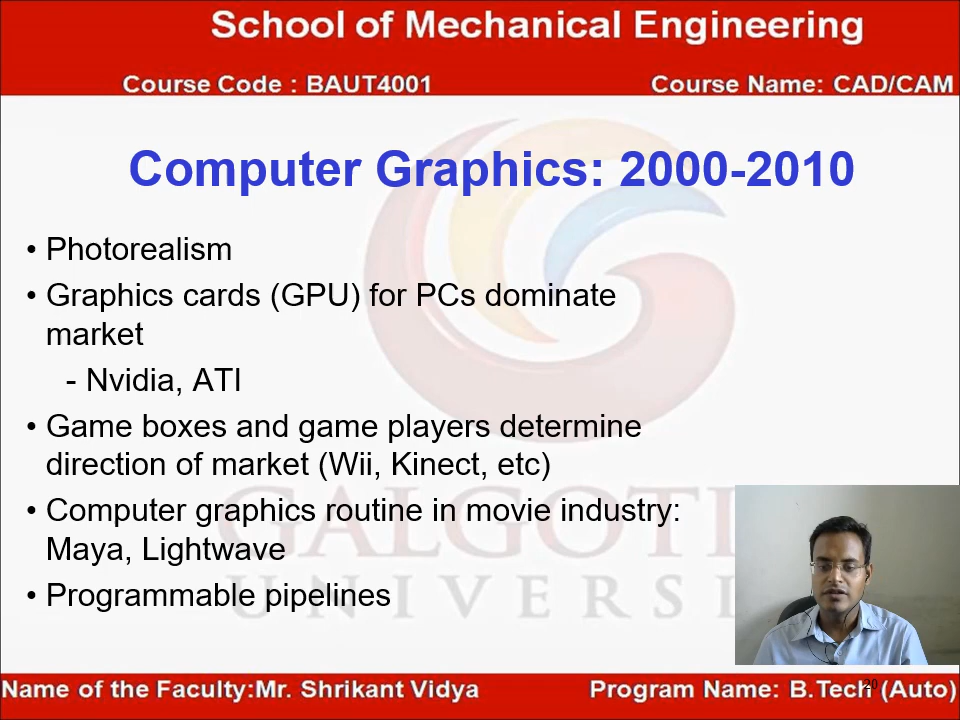 School of Mechanical Engineering
Course Code : BAUT4001 Course Name: CAD/CAM
Computer Graphics: 2000-2010
• Photorealism
• Graphics cards (GPU) for PCs dominate
market
- Nvidia, ATI
• Game boxes and game players determine
direction of market (Wii, Kinect, etc)
• Computer graphics routine in movie industry:
Maya, Lightwave
• Programmable pipelines
GALGOTI
UNIVERSI
Name of the Faculty:Mr. Shrikant Vidya Program Name: B.Tech (Auto)
20